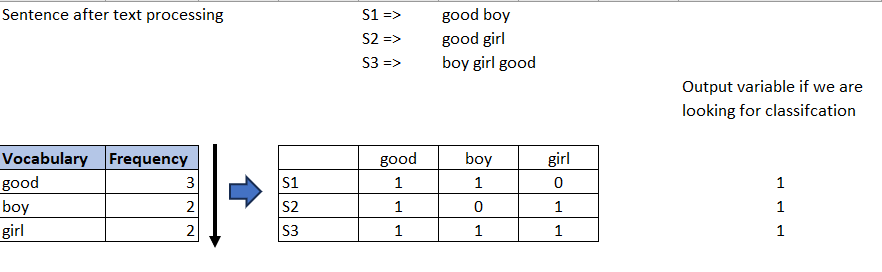 Sentence after text processing S1 => good boy
S2 => good girl
S3 => boy girl good
Output variable if we are
looking for classifcation
Vocabulary Frequency good boy girl
good 3 S1 1 1 0 1
boy 2 S2 1 0 1 1
girl 2 S3 1 1 1 1